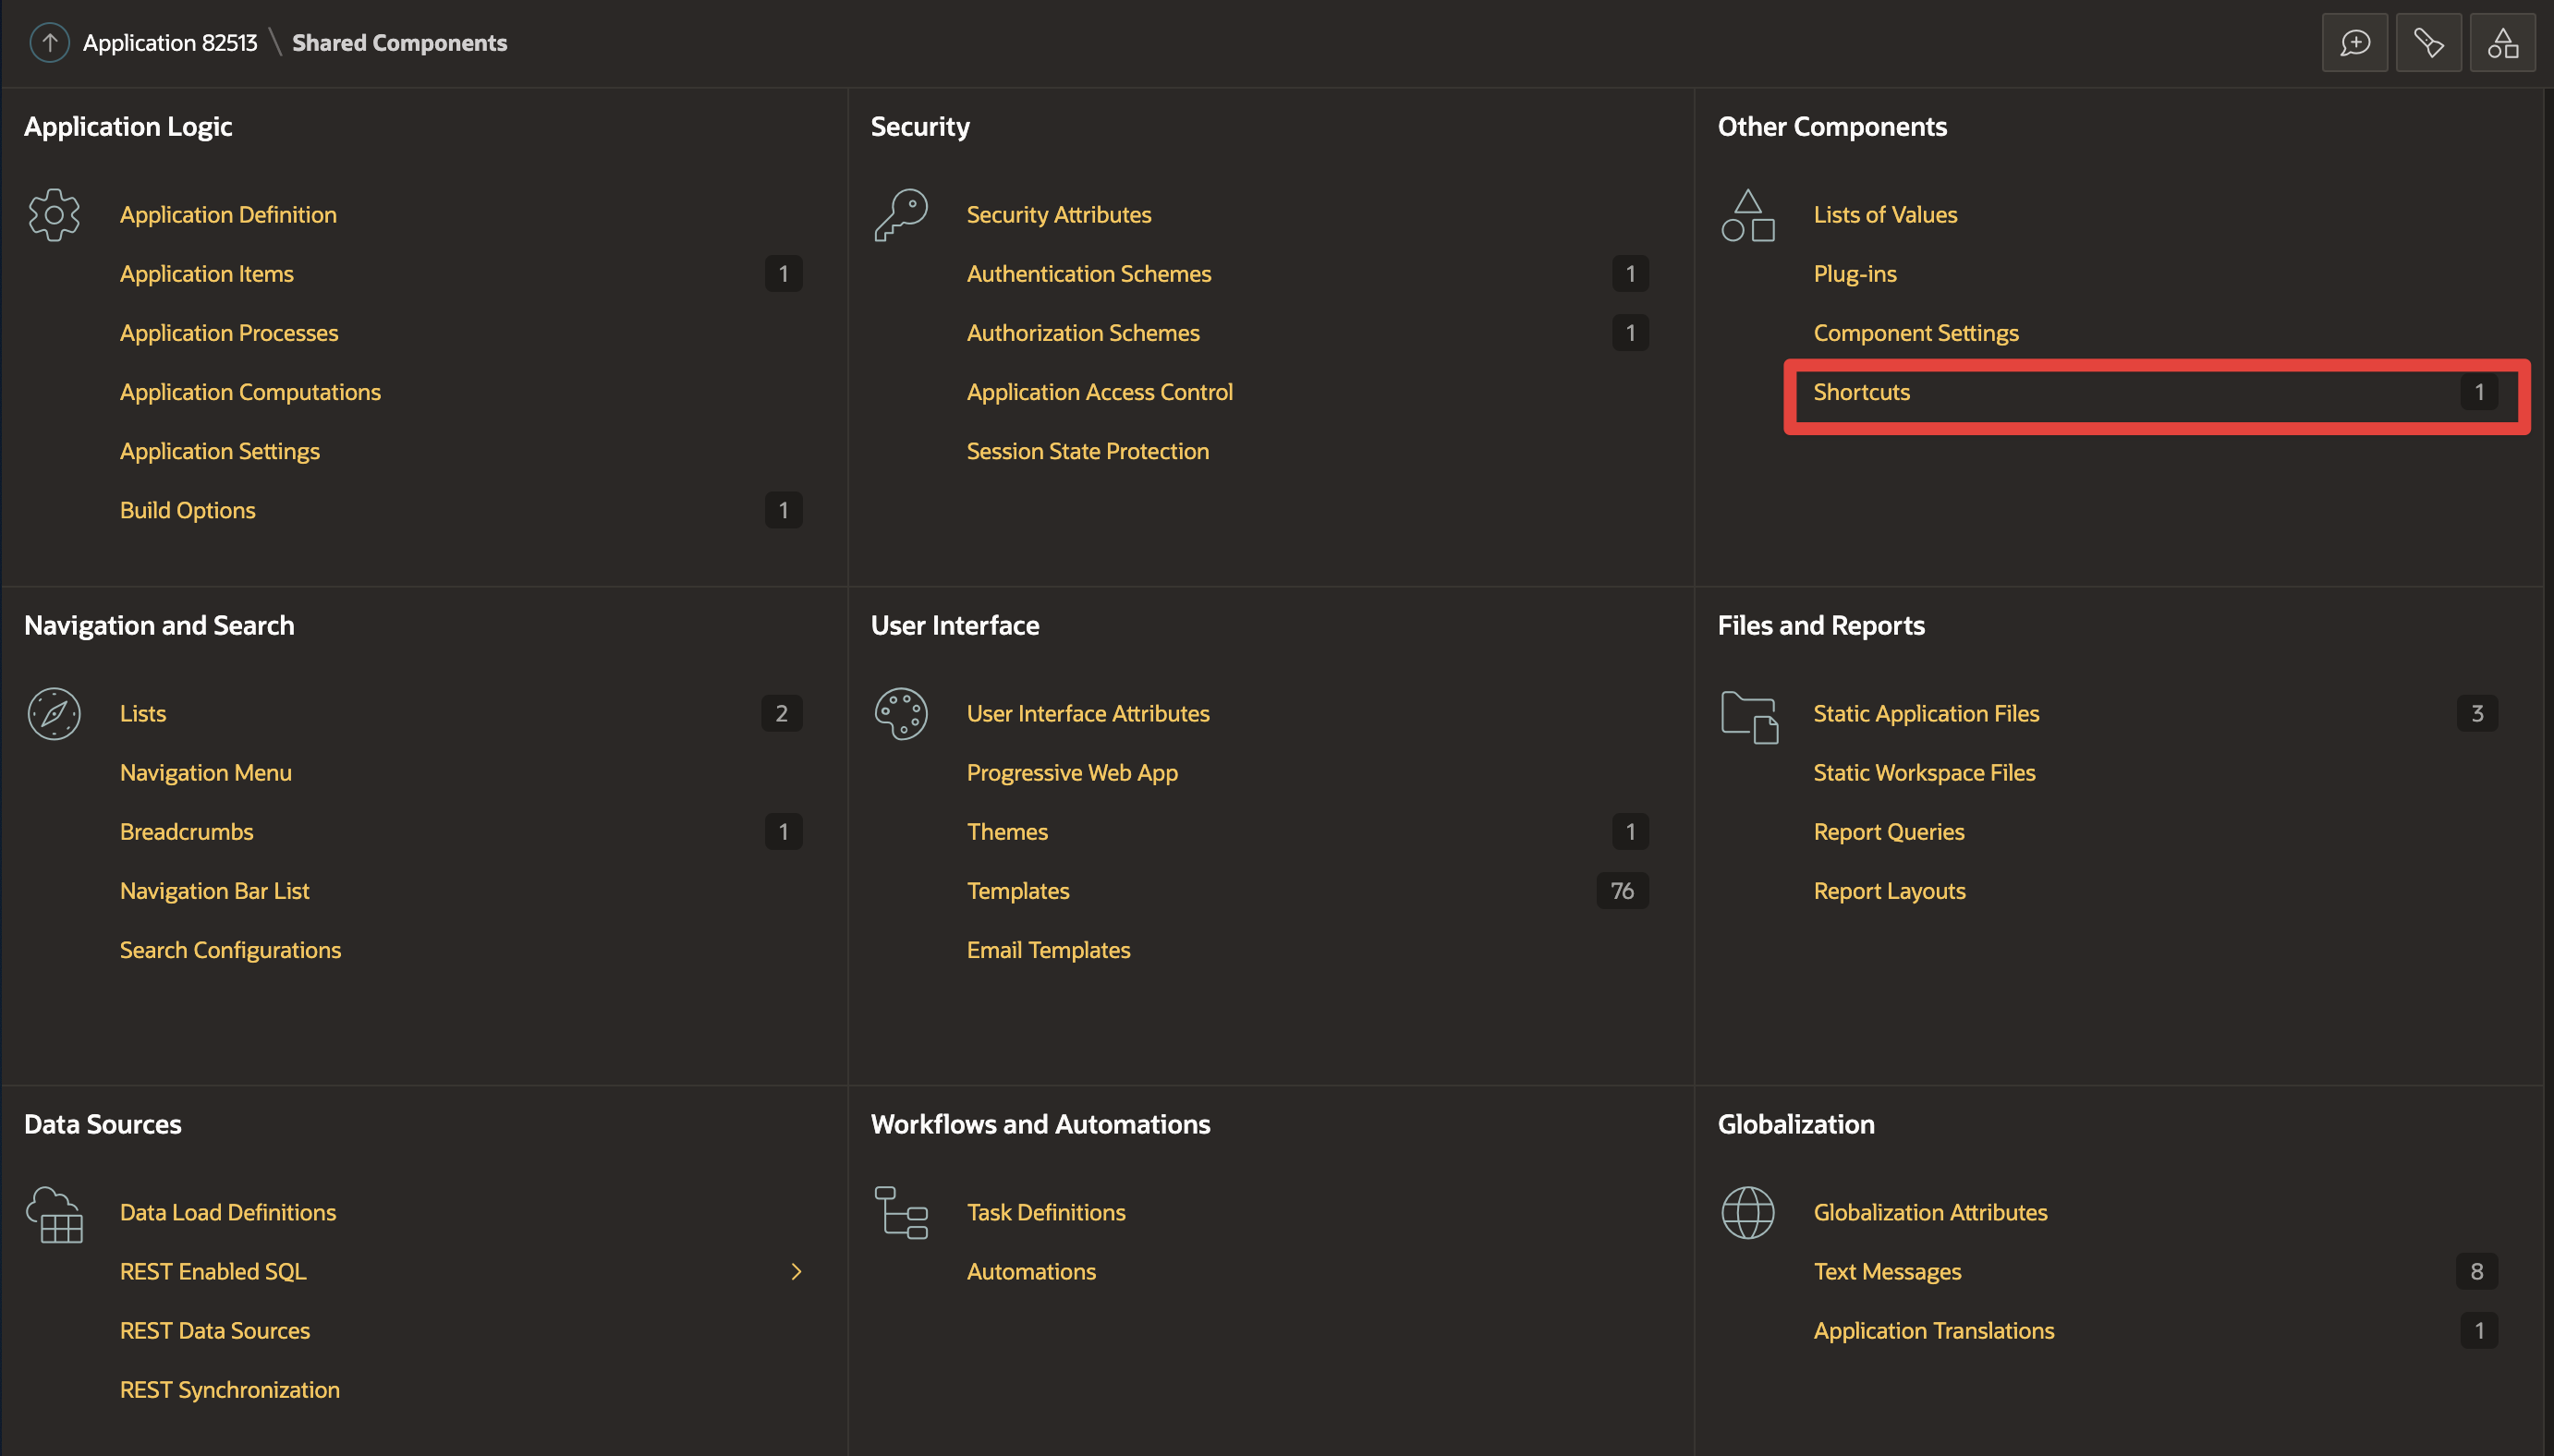 Application 82513 \ Shared Components
Application Logic
Application Definition
Application Items 1
Application Processes
Application Computations
Application Settings
Build Options 1
Security
Security Attributes
Authentication Schemes 1
Authorization Schemes 1
Application Access Control
Session State Protection
Other Components
Lists of Values
Plug-ins
Component Settings
Shortcuts 1
Navigation and Search
Lists 2
Navigation Menu
Breadcrumbs 1
Navigation Bar List
Search Configurations
User Interface
User Interface Attributes
Progressive Web App
Themes 1
Templates 76
Email Templates
Files and Reports
Static Application Files 3
Static Workspace Files
Report Queries
Report Layouts
Data Sources
Data Load Definitions
REST Enabled SQL
REST Data Sources
REST Synchronization
Workflows and Automations
Task Definitions
Automations
Globalization
Globalization Attributes
Text Messages 8
Application Translations 1